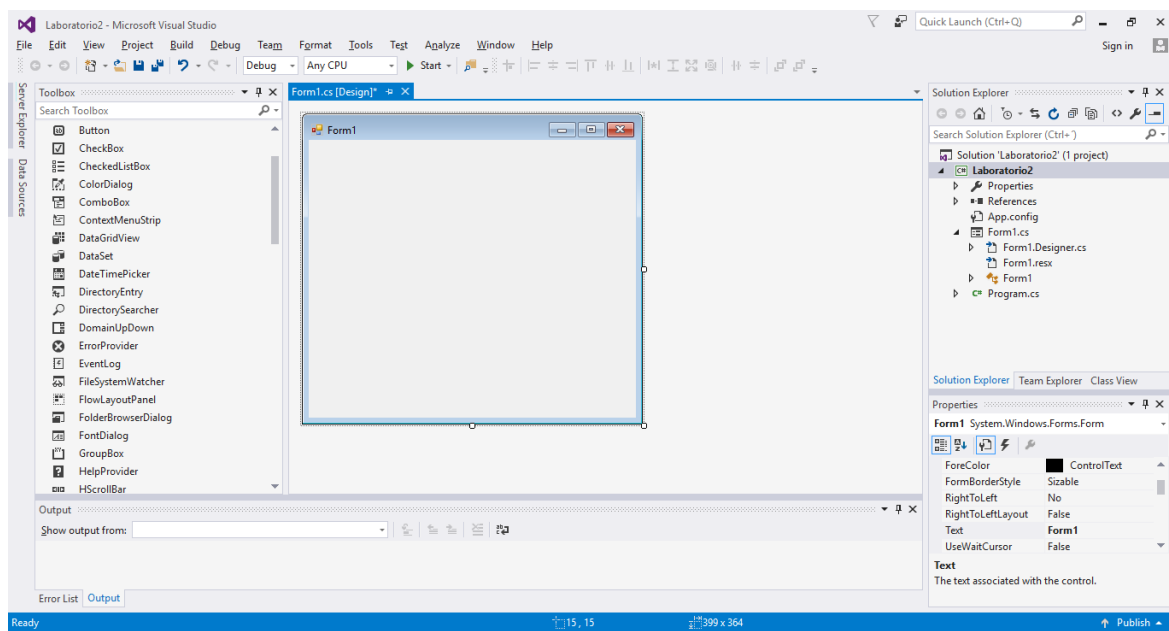 Laboratorio2 - Microsoft Visual Studio
Quick Launch (Ctrl+Q)
File Edit View Project Build Debug Team Format Tools Test Analyze Window Help
Sign in
Debug Any CPU Start
Server Explorer
Data Sources
Toolbox
Search Toolbox
Button
CheckBox
CheckedListBox
ColorDialog
ComboBox
ContextMenuStrip
DataGridView
DataSet
DateTimePicker
DirectoryEntry
DirectorySearcher
DomainUpDown
ErrorProvider
EventLog
FileSystemWatcher
FlowLayoutPanel
FolderBrowserDialog
FontDialog
GroupBox
HelpProvider
HScrollBar
Form1.cs [Design]*
Form1
Solution Explorer
Search Solution Explorer (Ctrl+´)
Solution 'Laboratorio2' (1 project)
Laboratorio2
Properties
References
App.config
Form1.cs
Form1.Designer.cs
Form1.resx
Form1
Program.cs
Solution Explorer Team Explorer Class View
Properties
Form1 System.Windows.Forms.Form
ForeColor ControlText
FormBorderStyle Sizable
RightToLeft No
RightToLeftLayout False
Text Form1
UseWaitCursor False
Text
The text associated with the control.
Output
Show output from:
Error List Output
Ready 15 , 15 399 x 364 Publish